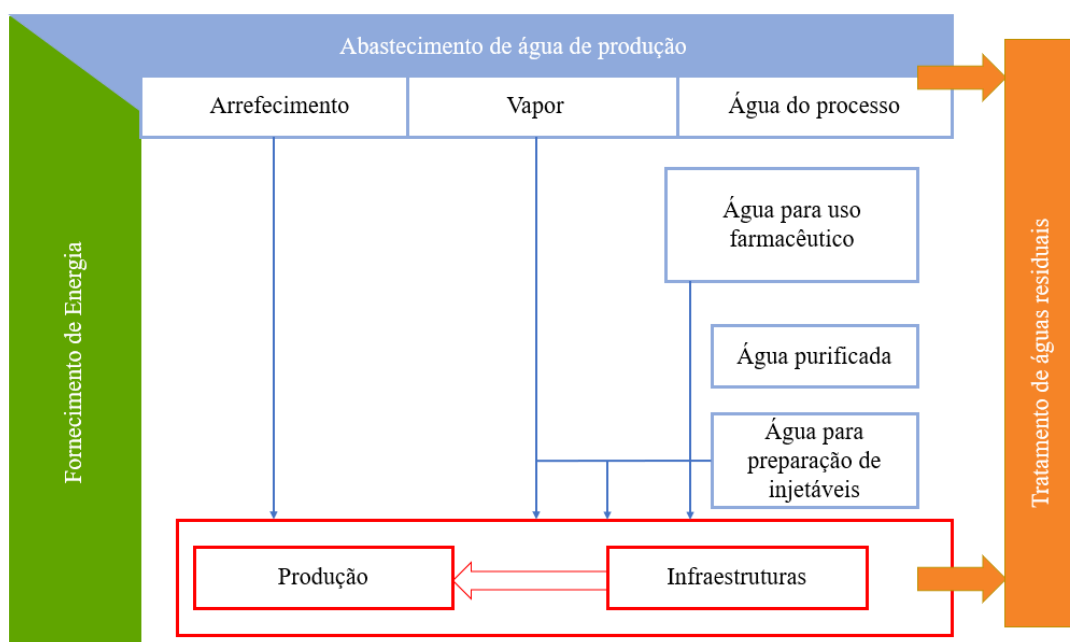 Abastecimento de água de produção
Arrefecimento
Vapor
Água do processo
Água para uso
farmacêutico
Água purificada
Água para
preparação de
injetáveis
Produção
Infraestruturas
Fornecimento de Energia
Tratamento de águas residuais